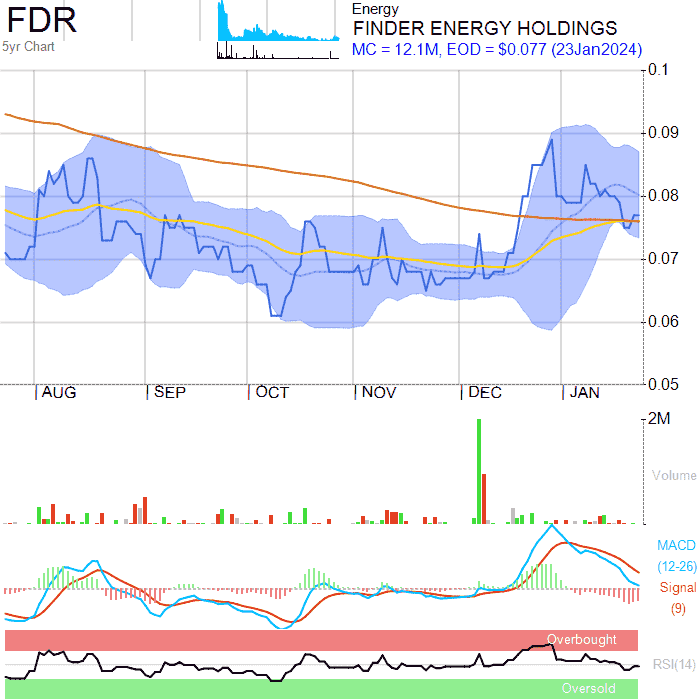 FDR
5yr Chart
Energy
FINDER ENERGY HOLDINGS
MC = 12.1M, EOD = $0.077 (23Jan2024)
0.1
0.09
0.08
0.07
0.06
0.05
AUG SEP OCT NOV DEC JAN
2M
Volume
MACD
(12-26)
Signal
(9)
Overbought
RSI(14)
Oversold